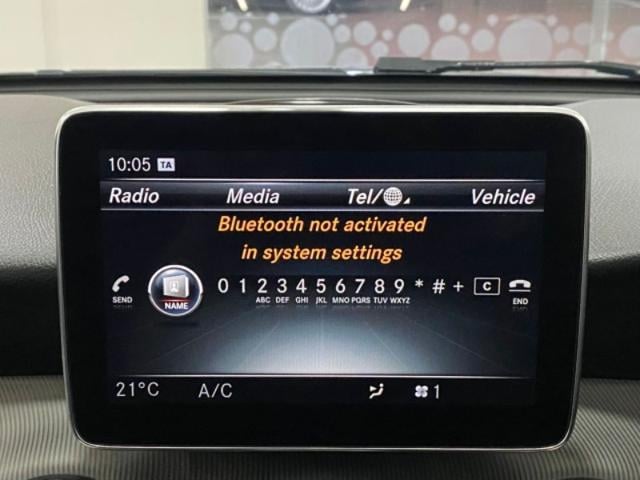 10:05 TA
Radio Media Tel/ Vehicle
Bluetooth not activated
in system settings
SEND NAME 0 1 2 3 4 5 6 7 8 9 * # + C END
ABC DEF GHI JKL MNO PQRS TUV WXYZ
21°C A/C 1